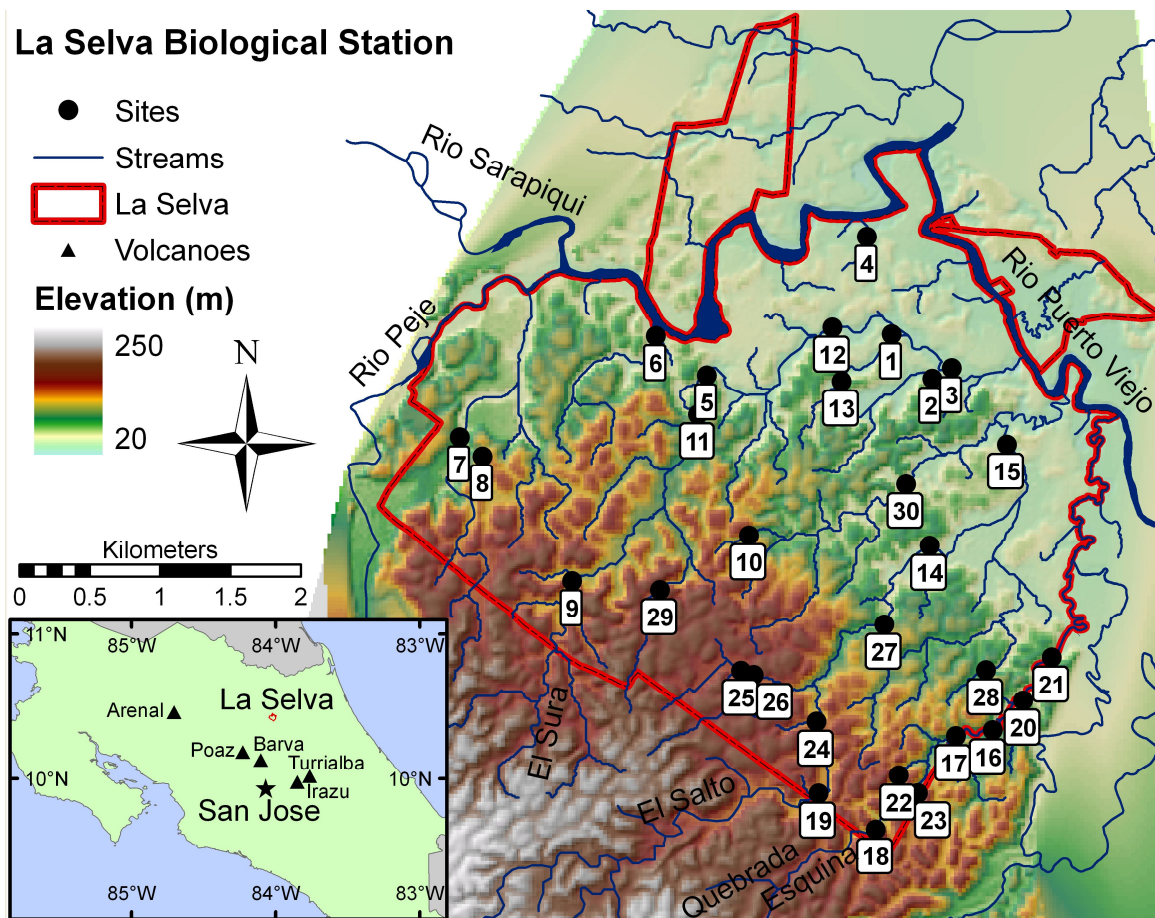 La Selva Biological Station
Sites
Streams
La Selva
Volcanoes
Elevation (m)
250
20
N
Kilometers
0 0.5 1 1.5 2
Rio Sarapiqui
Rio Peje
Rio Puerto Viejo
El Sura
El Salto
Quebrada
Esquina
4
6
12
1
5
13
2
3
11
7
8
15
30
10
14
9
29
27
25
26
28
21
20
24
17
16
22
23
19
18
11°N
85°W
84°W
83°W
La Selva
Arenal
Poaz
Barva
Turrialba
10°N
10°N
Irazu
San Jose
85°W
84°W
83°W